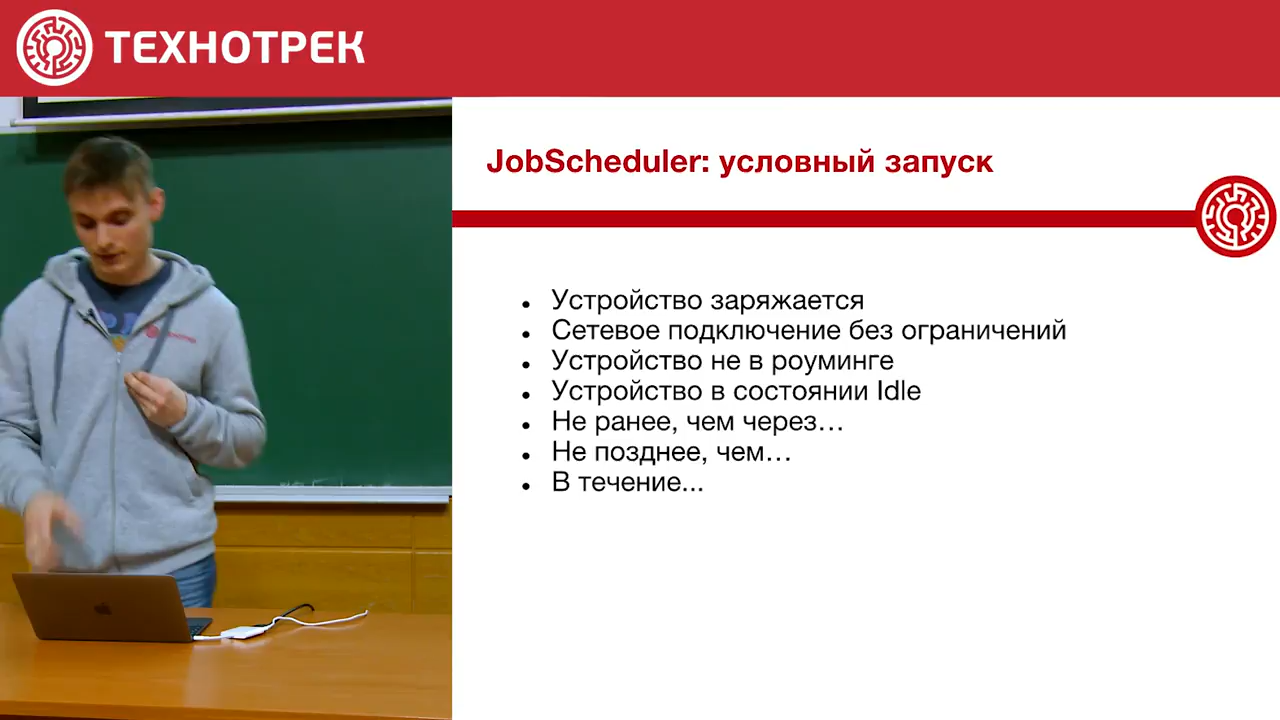 ТЕХНОТРЕК
JobScheduler: условный запуск
Устройство заряжается
Сетевое подключение без ограничений
Устройство не в роуминге
Устройство в состоянии Idle
Не ранее, чем через…
Не позднее, чем…
В течение...